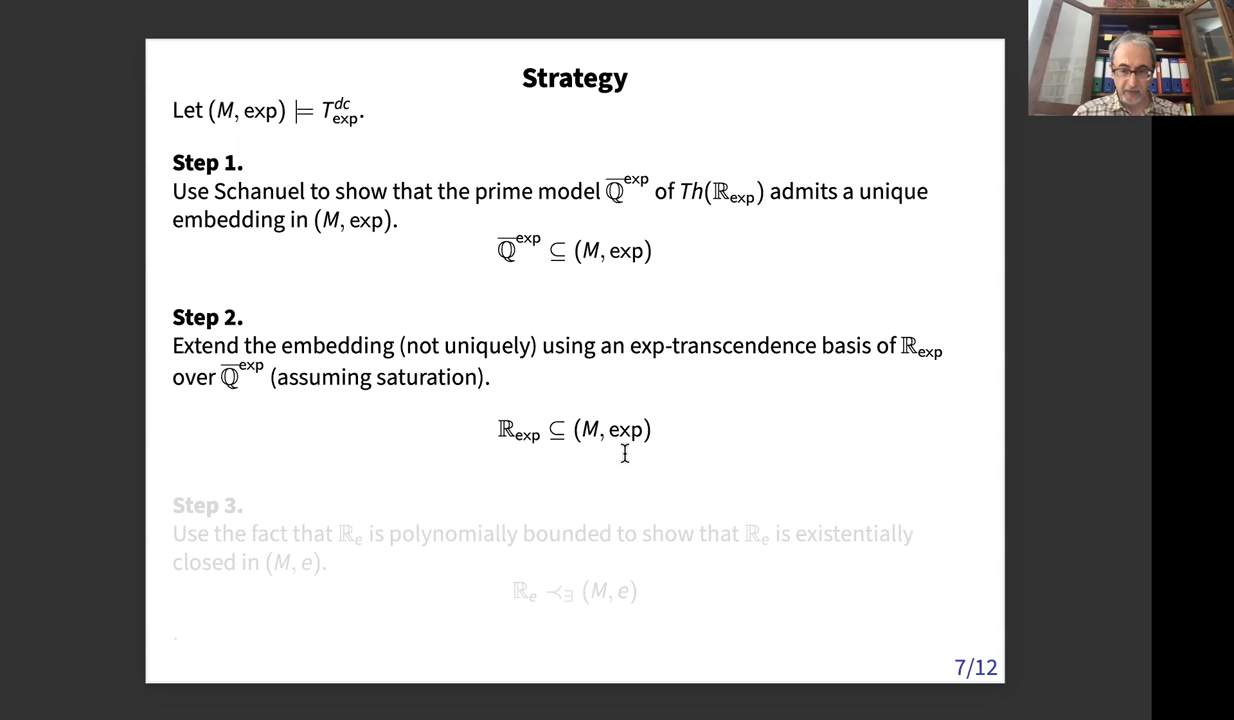 Strategy
Let (M, exp) ⊨ T^{dc}_{exp}.
Step 1.
Use Schanuel to show that the prime model \overline{ℚ}^{exp} of Th(ℝ_{exp}) admits a unique
embedding in (M, exp).
\overline{ℚ}^{exp} ⊆ (M, exp)
Step 2.
Extend the embedding (not uniquely) using an exp-transcendence basis of ℝ_{exp}
over \overline{ℚ}^{exp} (assuming saturation).
ℝ_{exp} ⊆ (M, exp)
Step 3.
Use the fact that ℝ_e is polynomially bounded to show that ℝ_e is existentially
closed in (M, e).
ℝ_e ≺_∃ (M, e)
.
7/12